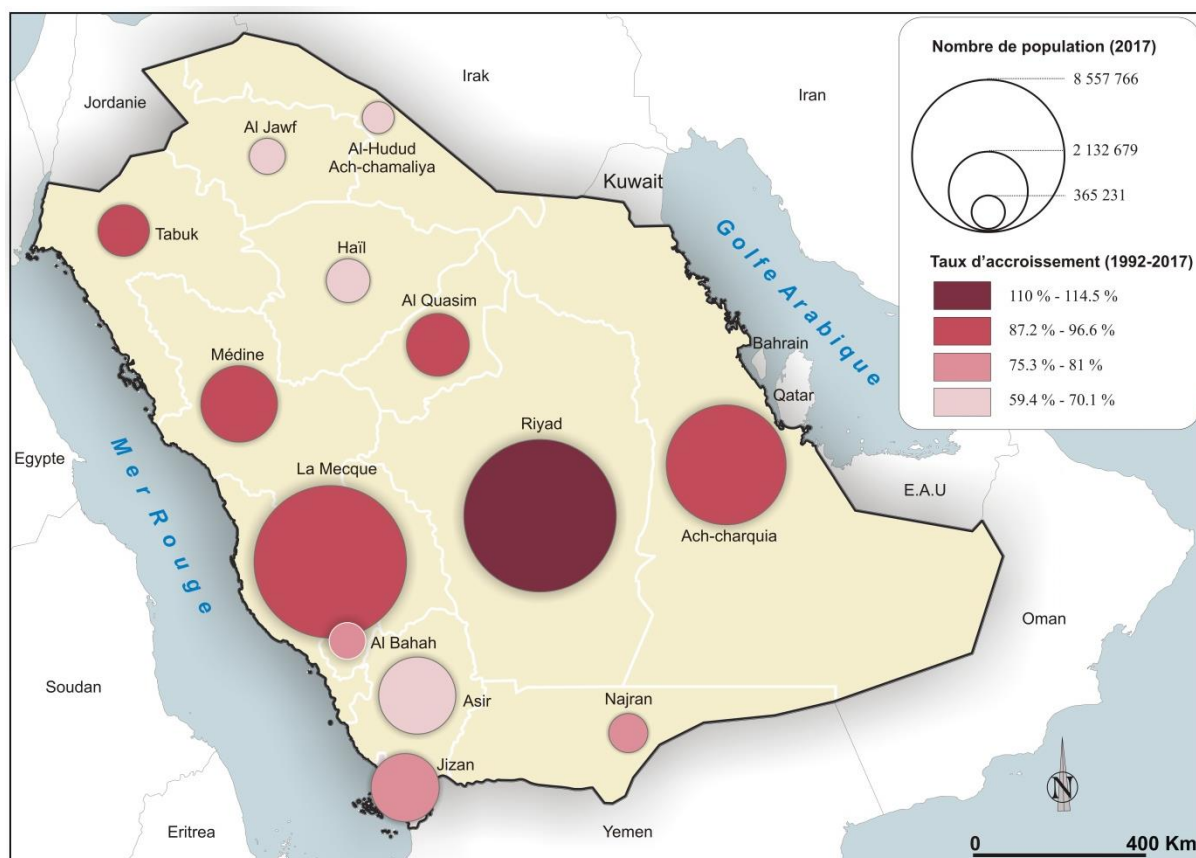 Nombre de population (2017)
8 557 766
2 132 679
365 231
Taux d'accroissement (1992-2017)
110 % - 114.5 %
87.2 % - 96.6 %
75.3 % - 81 %
59.4 % - 70.1 %
Irak
Iran
Jordanie
Al Jawf
Al-Hudud
Ach-chamaliya
Kuwait
Tabuk
Haïl
Golfe Arabique
Al Quasim
Bahrain
Médine
Qatar
Riyad
Egypte
La Mecque
Mer Rouge
E.A.U
Ach-charquia
Al Bahah
Oman
Soudan
Asir
Najran
Jizan
N
Eritrea
Yemen
0 400 Km